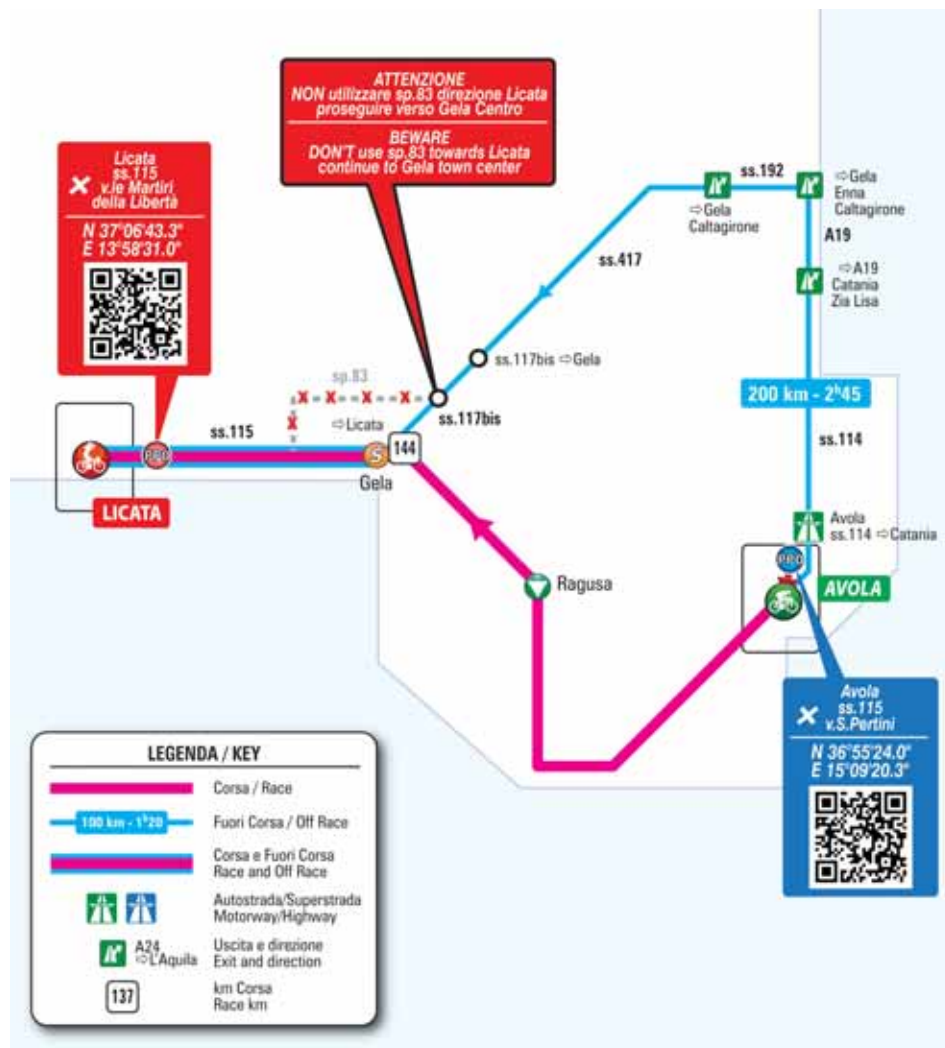 ATTENZIONE
NON utilizzare sp.83 direzione Licata
proseguire verso Gela Centro
BEWARE
DON'T use sp.83 towards Licata
continue to Gela town center
Licata
ss.115
v.le Martiri
della Libertà
N 37°06'43.3"
E 13°58'31.0"
ss.192
⇨Gela
Enna
Caltagirone
⇨Gela
Caltagirone
A19
ss.417
⇨A19
Catania
Zia Lisa
ss.117bis ⇨Gela
sp.83
X X X X
X
200 km - 2h45
ss.117bis
⇨Licata
ss.115
ss.114
PPO
S
144
Gela
LICATA
Avola
ss.114 ⇨Catania
PPO
AVOLA
Ragusa
Avola
ss.115
v.S.Pertini
N 36°55'24.0"
E 15°09'20.3"
LEGENDA / KEY
Corsa / Race
100 km - 1h20
Fuori Corsa / Off Race
Corsa e Fuori Corsa
Race and Off Race
Autostrada/Superstrada
Motorway/Highway
A24
⇨L'Aquila
Uscita e direzione
Exit and direction
137
km Corsa
Race km